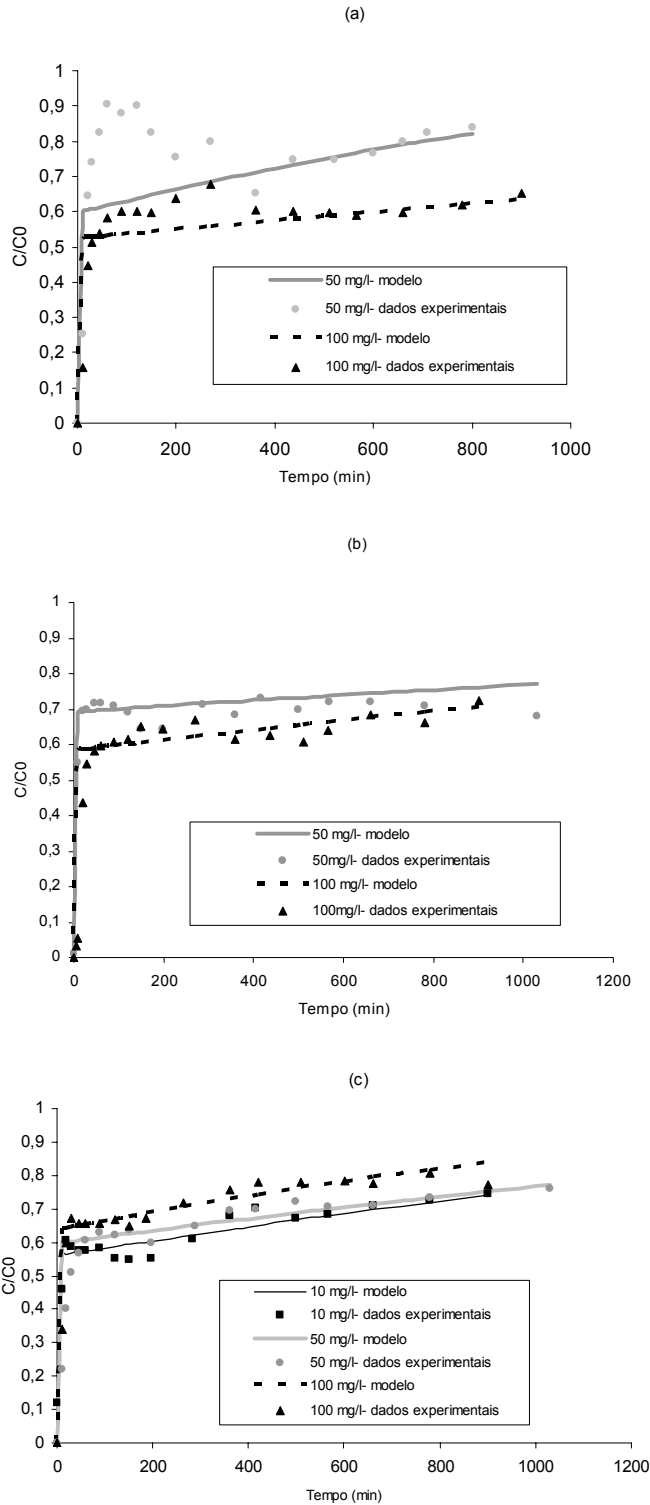 (a)
1
0,9
0,8
0,7
0,6
0,5
0,4
0,3
0,2
0,1
0
C/C0
50 mg/l- modelo
50 mg/l- dados experimentais
100 mg/l- modelo
100 mg/l- dados experimentais
0 200 400 600 800 1000
Tempo (min)
(b)
1
0,9
0,8
0,7
0,6
0,5
0,4
0,3
0,2
0,1
0
C/C0
50 mg/l- modelo
50mg/l- dados experimentais
100 mg/l- modelo
100mg/l- dados experimentais
0 200 400 600 800 1000 1200
Tempo (min)
(c)
1
0,9
0,8
0,7
0,6
0,5
0,4
0,3
0,2
0,1
0
C/C0
10 mg/l- modelo
10 mg/l- dados experimentais
50 mg/l- modelo
50 mg/l- dados experimentais
100 mg/l- modelo
100 mg/l- dados experimentais
0 200 400 600 800 1000 1200
Tempo (min)